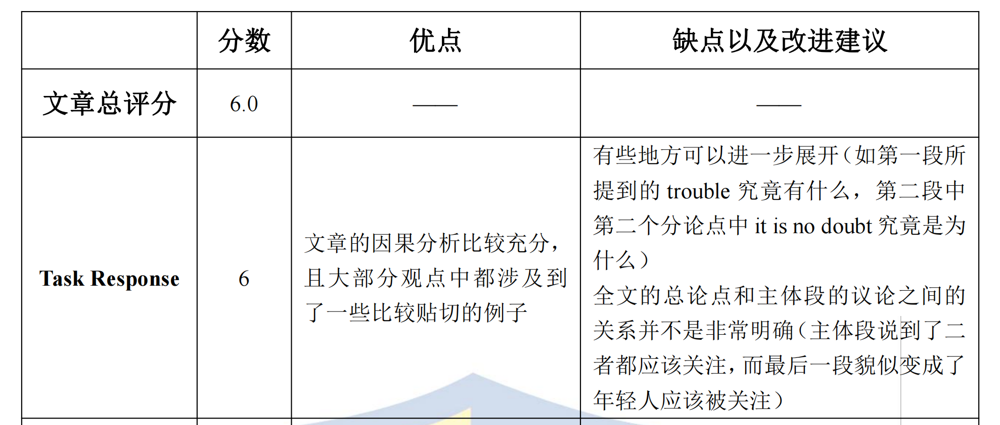 分数 优点 缺点以及改进建议
文章总评分 6.0 —— ——
Task Response
6
文章的因果分析比较充分，
且大部分观点中都涉及到
了一些比较贴切的例子
有些地方可以进一步展开（如第一段所
提到的 trouble 究竟有什么，第二段中
第二个分论点中 it is no doubt 究竟是为
什么）
全文的总论点和主体段的议论之间的
关系并不是非常明确（主体段说到了二
者都应该关注，而最后一段貌似变成了
年轻人应该被关注）